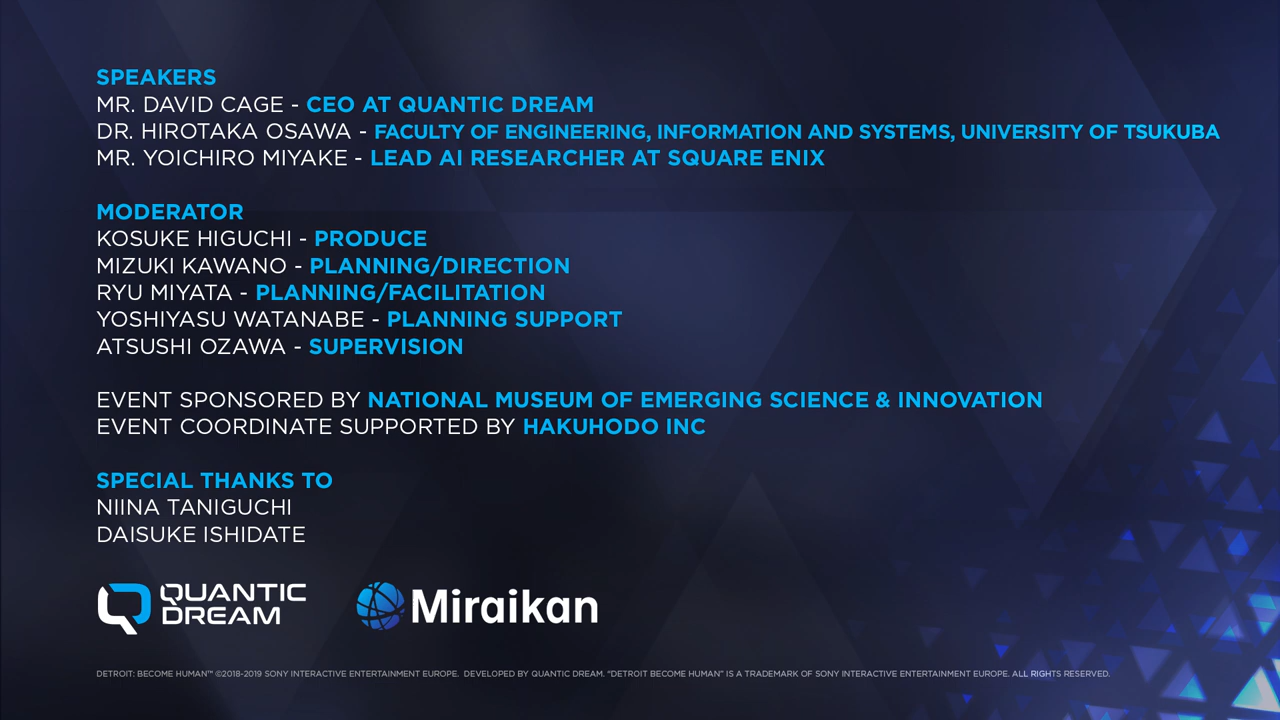 SPEAKERS
MR. DAVID CAGE - CEO AT QUANTIC DREAM
DR. HIROTAKA OSAWA - FACULTY OF ENGINEERING, INFORMATION AND SYSTEMS, UNIVERSITY OF TSUKUBA
MR. YOICHIRO MIYAKE - LEAD AI RESEARCHER AT SQUARE ENIX
MODERATOR
KOSUKE HIGUCHI - PRODUCE
MIZUKI KAWANO - PLANNING/DIRECTION
RYU MIYATA - PLANNING/FACILITATION
YOSHIYASU WATANABE - PLANNING SUPPORT
ATSUSHI OZAWA - SUPERVISION
EVENT SPONSORED BY NATIONAL MUSEUM OF EMERGING SCIENCE & INNOVATION
EVENT COORDINATE SUPPORTED BY HAKUHODO INC
SPECIAL THANKS TO
NIINA TANIGUCHI
DAISUKE ISHIDATE
QUANTIC
DREAM
Miraikan
DETROIT: BECOME HUMAN™ ©2018-2019 SONY INTERACTIVE ENTERTAINMENT EUROPE. DEVELOPED BY QUANTIC DREAM. "DETROIT BECOME HUMAN" IS A TRADEMARK OF SONY INTERACTIVE ENTERTAINMENT EUROPE. ALL RIGHTS RESERVED.